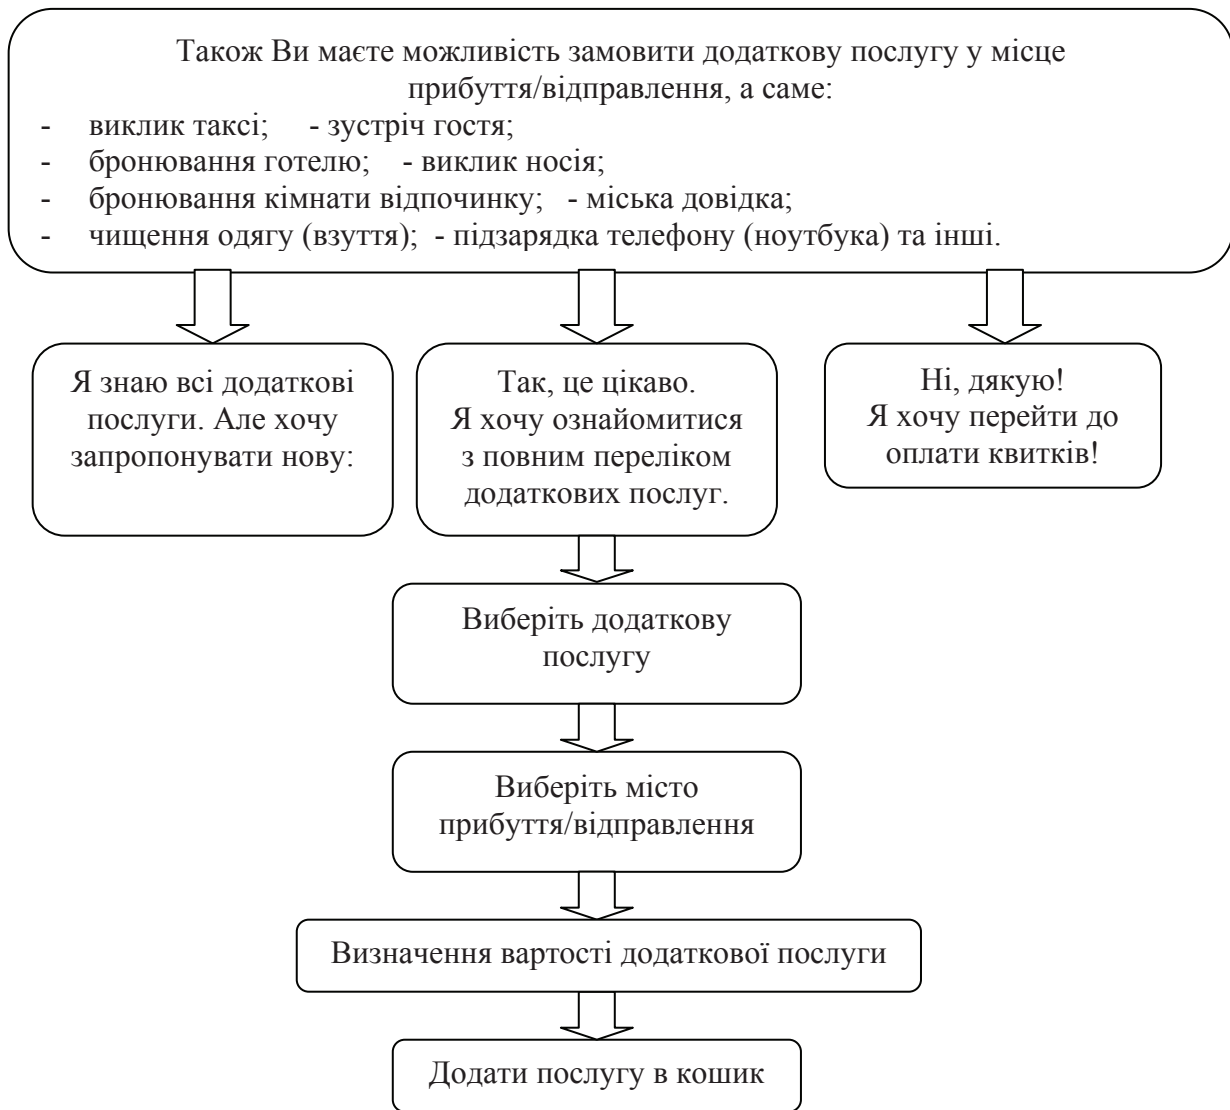 Також Ви маєте можливість замовити додаткову послугу у місце
прибуття/відправлення, а саме:
- виклик таксі; - зустріч гостя;
- бронювання готелю; - виклик носія;
- бронювання кімнати відпочинку; - міська довідка;
- чищення одягу (взуття); - підзарядка телефону (ноутбука) та інші.
Я знаю всі додаткові
послуги. Але хочу
запропонувати нову:
Так, це цікаво.
Я хочу ознайомитися
з повним переліком
додаткових послуг.
Ні, дякую!
Я хочу перейти до
оплати квитків!
Виберіть додаткову
послугу
Виберіть місто
прибуття/відправлення
Визначення вартості додаткової послуги
Додати послугу в кошик